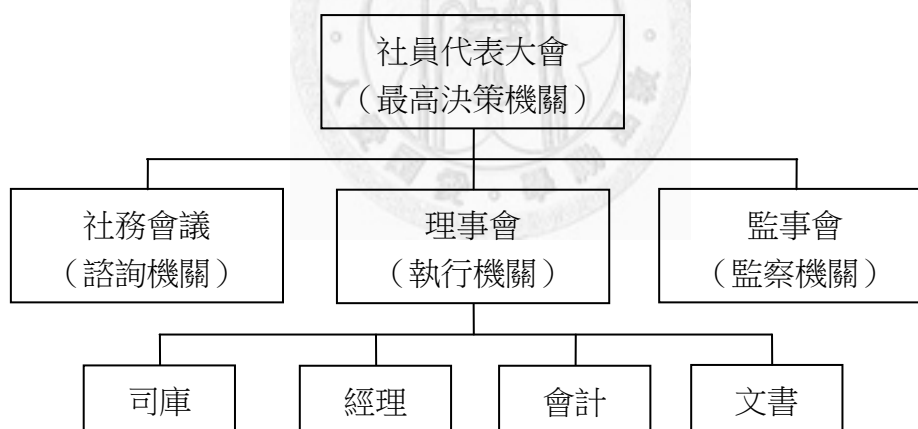 社員代表大會
（最高決策機關）
社務會議
（諮詢機關）
理事會
（執行機關）
監事會
（監察機關）
司庫
經理
會計
文書